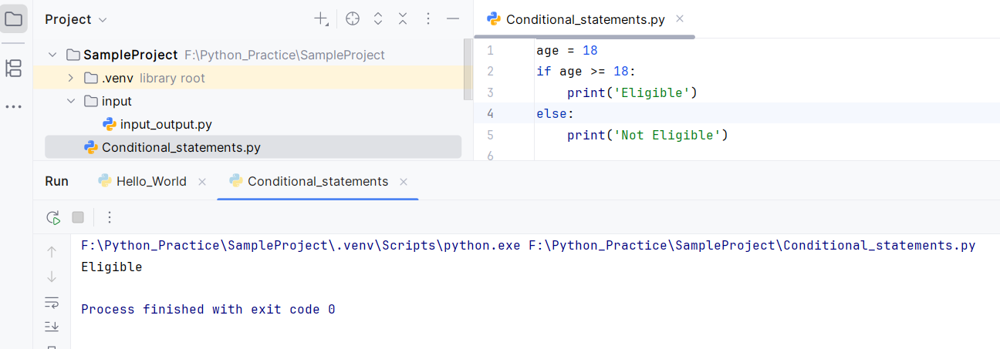 Project
SampleProject F:\Python_Practice\SampleProject
.venv library root
input
input_output.py
Conditional_statements.py
Conditional_statements.py
1 age = 18
2 if age >= 18:
3     print('Eligible')
4 else:
5     print('Not Eligible')
6
Run Hello_World Conditional_statements
F:\Python_Practice\SampleProject\.venv\Scripts\python.exe F:\Python_Practice\SampleProject\Conditional_statements.py
Eligible
Process finished with exit code 0